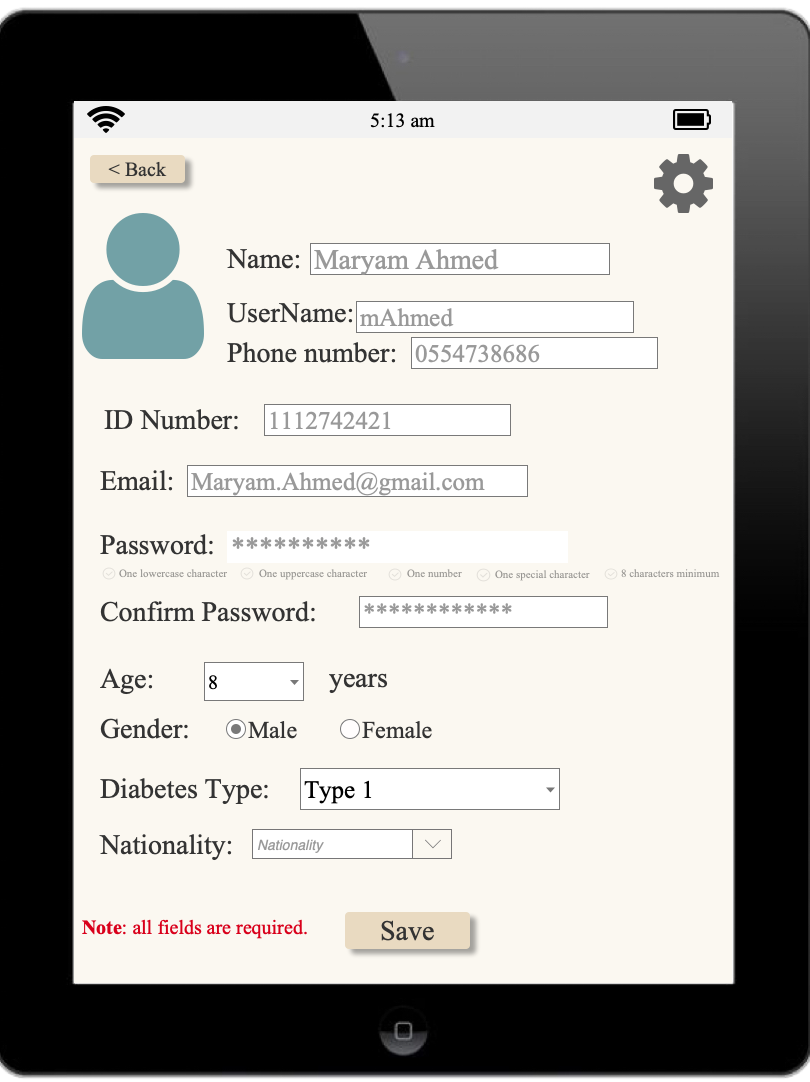 5:13 am
< Back
Name: Maryam Ahmed
UserName: mAhmed
Phone number: 0554738686
ID Number: 1112742421
Email: Maryam.Ahmed@gmail.com
Password: **********
One lowercase character One uppercase character One number One special character 8 characters minimum
Confirm Password: ************
Age: 8 years
Gender: Male Female
Diabetes Type: Type 1
Nationality: Nationality
Note: all fields are required. Save